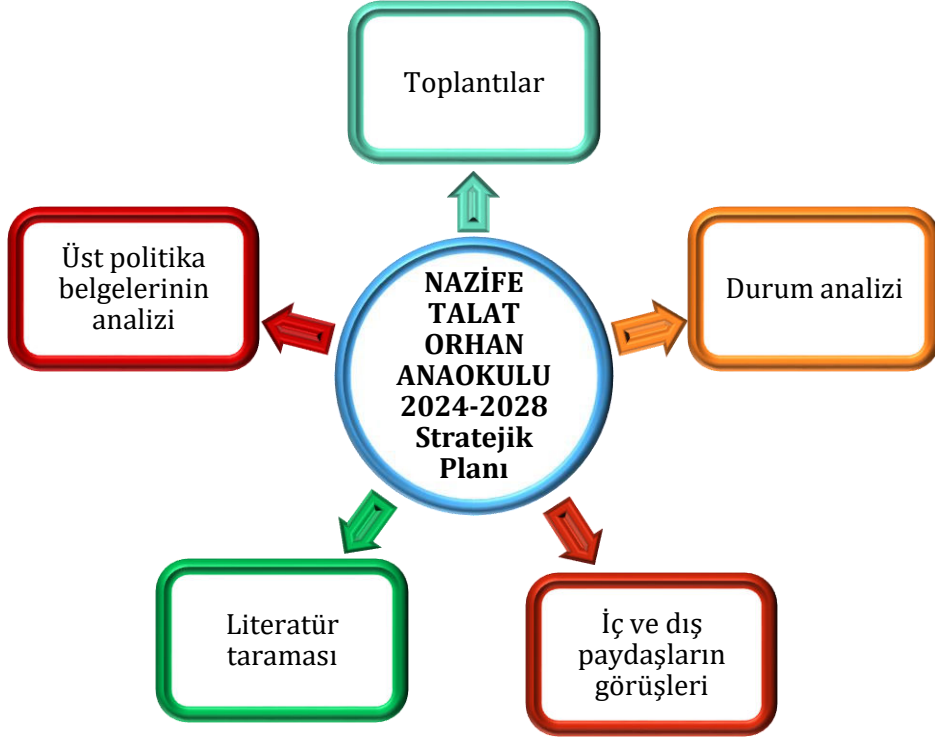 Toplantılar
Üst politika
belgelerinin
analizi
NAZİFE
TALAT
ORHAN
ANAOKULU
2024-2028
Stratejik
Planı
Durum analizi
Literatür
taraması
İç ve dış
paydaşların
görüşleri